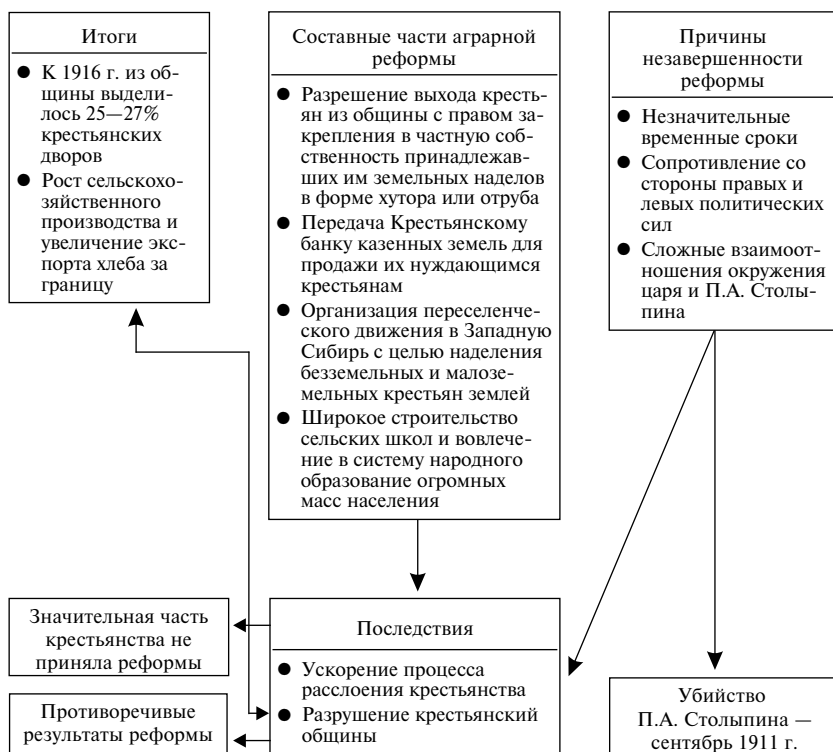 Итоги
● К 1916 г. из об-
щины выдели-
лось 25—27%
крестьянских
дворов
● Рост сельскохо-
зяйственного
производства и
увеличение экс-
порта хлеба за
границу
Составные части аграрной
реформы
● Разрешение выхода кресть-
ян из общины с правом за-
крепления в частную соб-
ственность принадлежав-
ших им земельных наделов
в форме хутора или отруба
● Передача Крестьянскому
банку казенных земель для
продажи их нуждающимся
крестьянам
● Организация переселенче-
ского движения в Западную
Сибирь с целью наделения
безземельных и малозе-
мельных крестьян землей
● Широкое строительство
сельских школ и вовлече-
ние в систему народного
образование огромных
масс населения
Причины
незавершенности
реформы
● Незначительные
временные сроки
● Сопротивление со
стороны правых и
левых политических
сил
● Сложные взаимоот-
ношения окружения
царя и П.А. Столы-
пина
Значительная часть
крестьянства не
приняла реформы
Противоречивые
результаты реформы
Последствия
● Ускорение процесса
расслоения крестьянства
● Разрушение крестьянский
общины
Убийство
П.А. Столыпина —
сентябрь 1911 г.